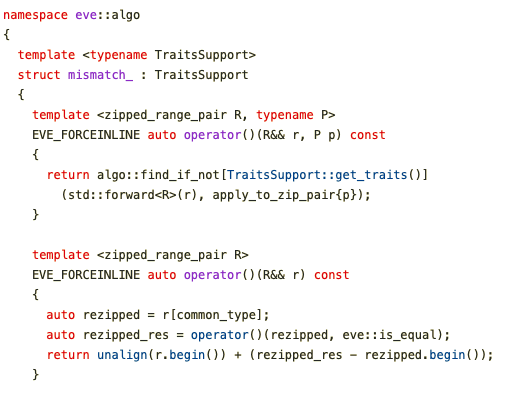 namespace eve::algo
{
  template <typename TraitsSupport>
  struct mismatch_ : TraitsSupport
  {
    template <zipped_range_pair R, typename P>
    EVE_FORCEINLINE auto operator()(R&& r, P p) const
    {
      return algo::find_if_not[TraitsSupport::get_traits()]
        (std::forward<R>(r), apply_to_zip_pair{p});
    }

    template <zipped_range_pair R>
    EVE_FORCEINLINE auto operator()(R&& r) const
    {
      auto rezipped = r[common_type];
      auto rezipped_res = operator()(rezipped, eve::is_equal);
      return unalign(r.begin()) + (rezipped_res - rezipped.begin());
    }